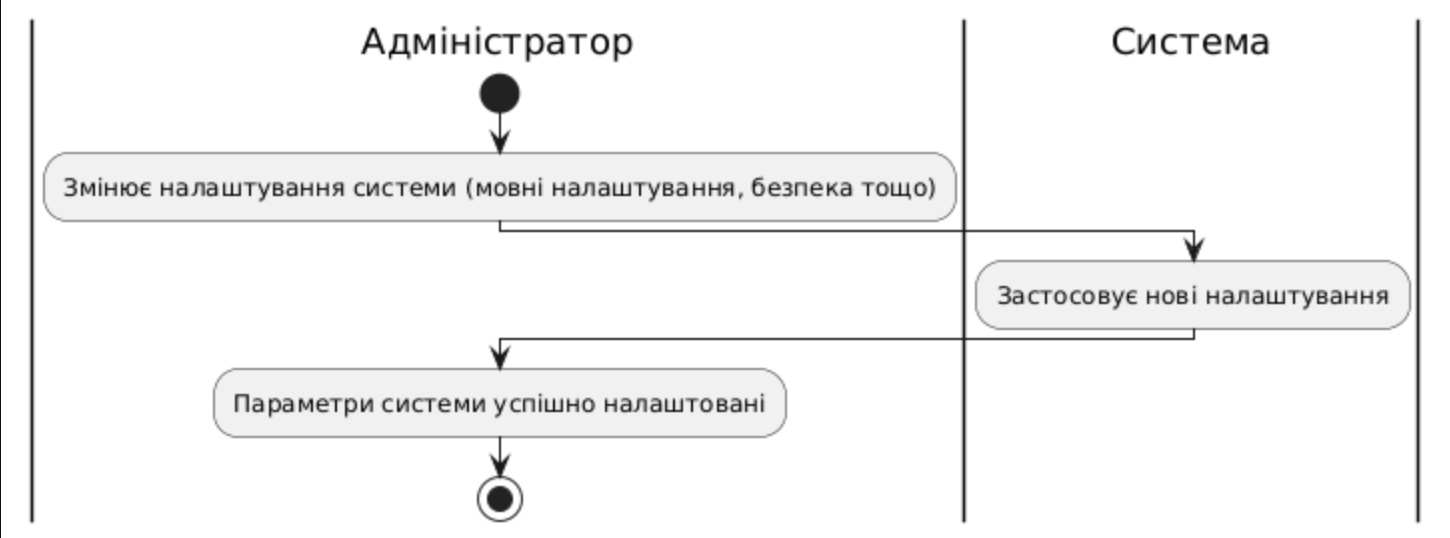 Адміністратор
Система
Змінює налаштування системи (мовні налаштування, безпека тощо)
Застосовує нові налаштування
Параметри системи успішно налаштовані